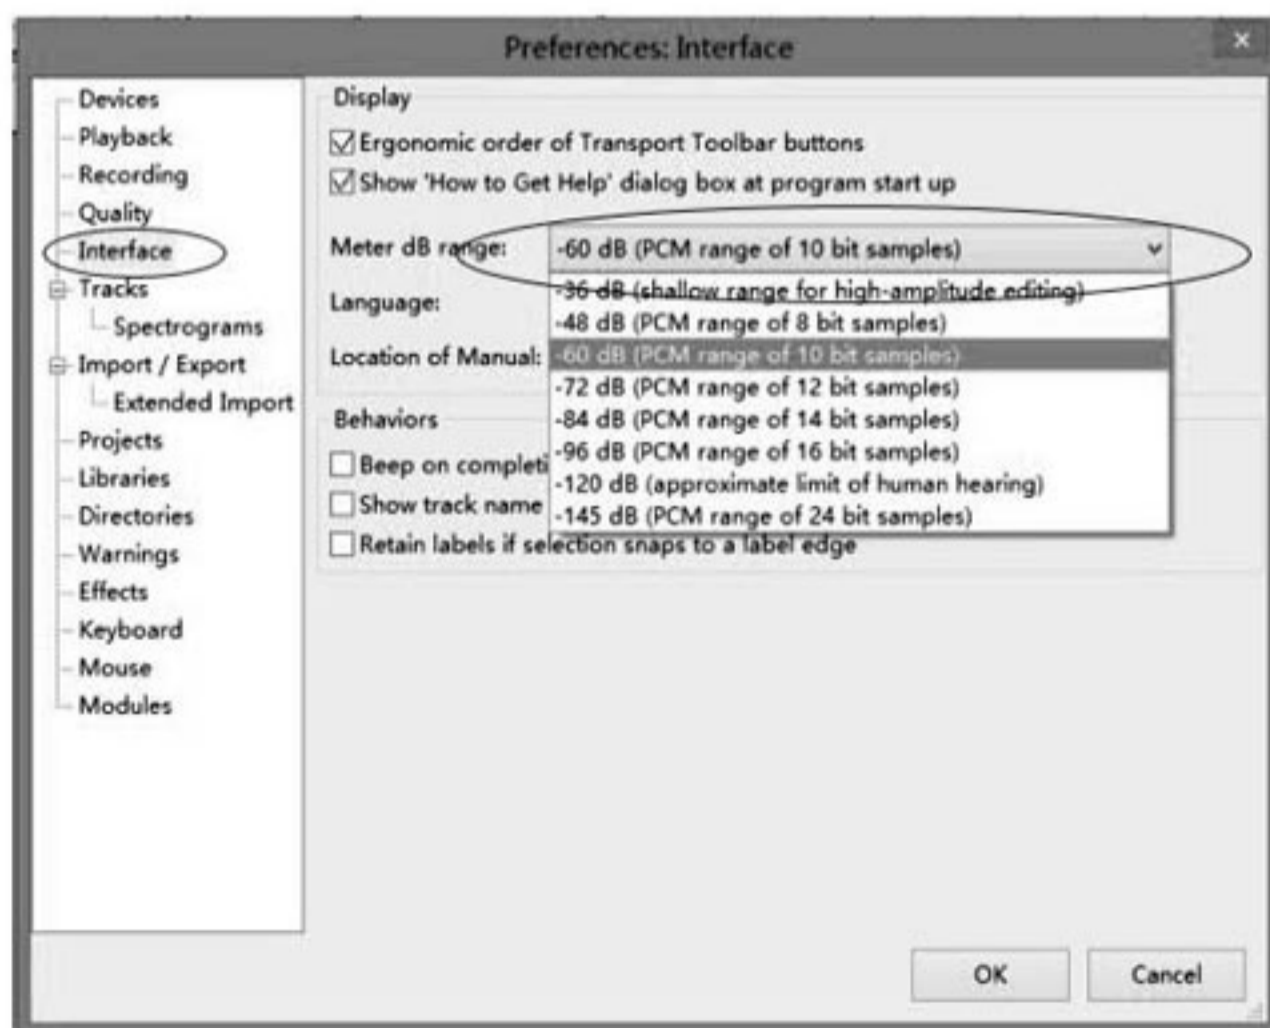 Preferences: Interface
Devices
Playback
Recording
Quality
Interface
Tracks
Spectrograms
Import / Export
Extended Import
Projects
Libraries
Directories
Warnings
Effects
Keyboard
Mouse
Modules
Display
Ergonomic order of Transport Toolbar buttons
Show 'How to Get Help' dialog box at program start up
Meter dB range:
-60 dB (PCM range of 10 bit samples)
-36 dB (shallow range for high-amplitude editing)
-48 dB (PCM range of 8 bit samples)
-60 dB (PCM range of 10 bit samples)
-72 dB (PCM range of 12 bit samples)
-84 dB (PCM range of 14 bit samples)
-96 dB (PCM range of 16 bit samples)
-120 dB (approximate limit of human hearing)
-145 dB (PCM range of 24 bit samples)
Language:
Location of Manual:
Behaviors
Beep on completi
Show track name
Retain labels if selection snaps to a label edge
OK
Cancel